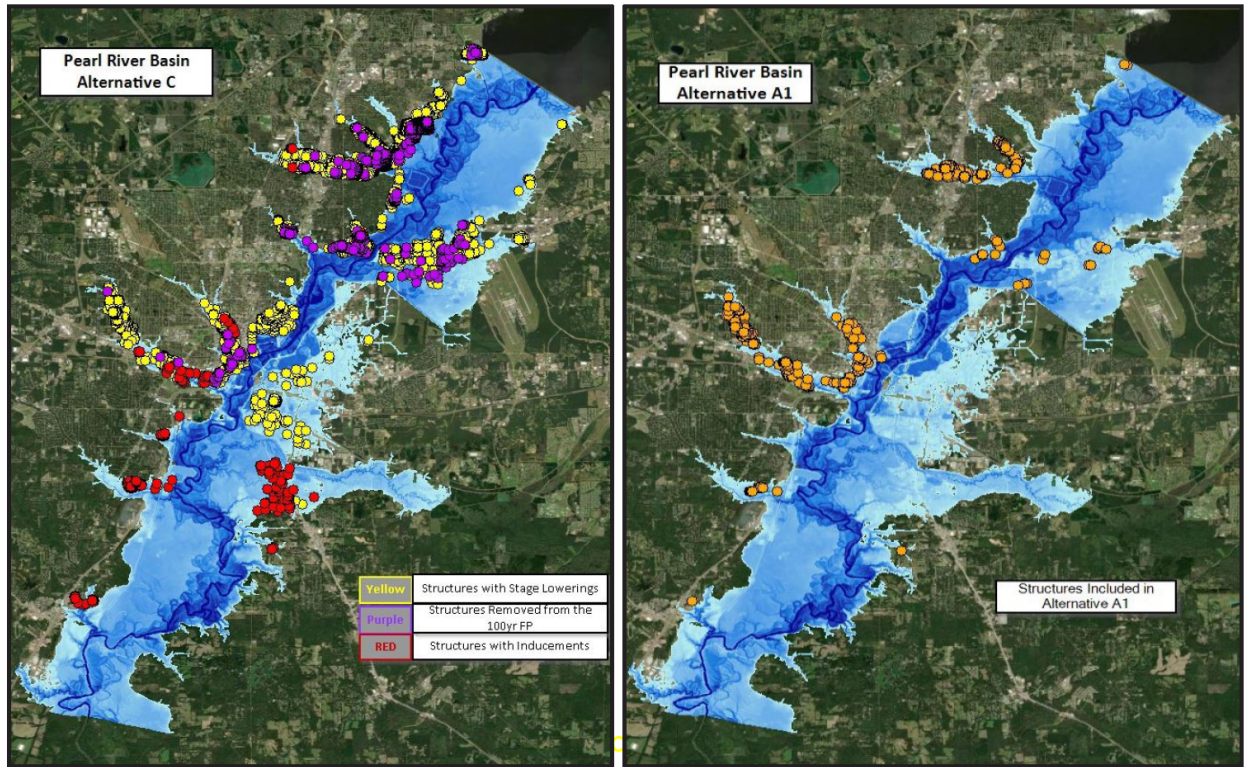 Pearl River Basin
Alternative C
Yellow Structures with Stage Lowerings
Purple Structures Removed from the
100yr FP
RED Structures with Inducements
Pearl River Basin
Alternative A1
Structures Included in
Alternative A1